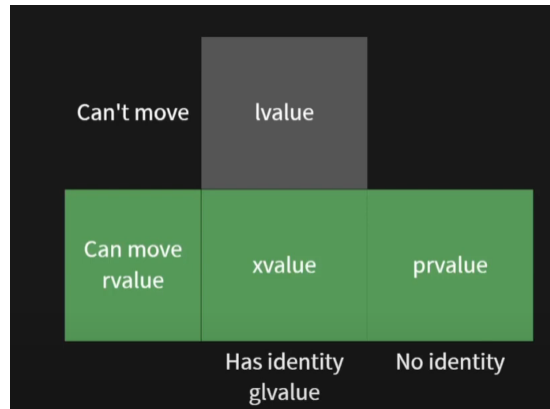 Can't move
lvalue
Can move
rvalue
xvalue
prvalue
Has identity
glvalue
No identity